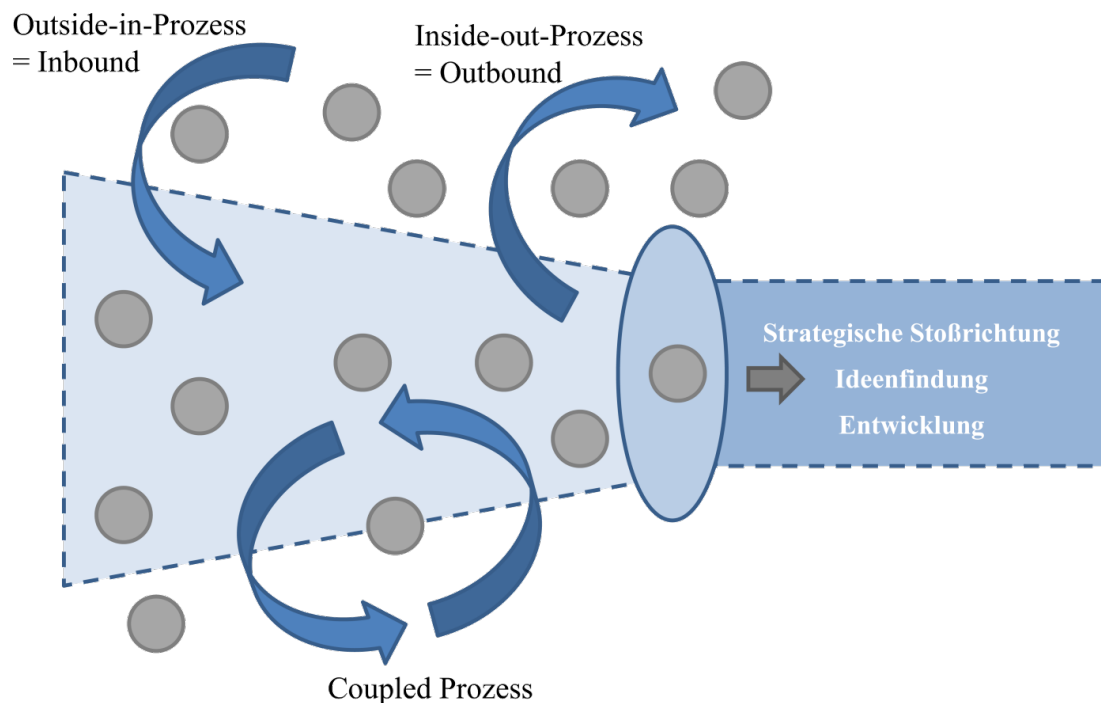 Outside-in-Prozess
= Inbound
Inside-out-Prozess
= Outbound
Strategische Stoßrichtung
Ideenfindung
Entwicklung
Coupled Prozess